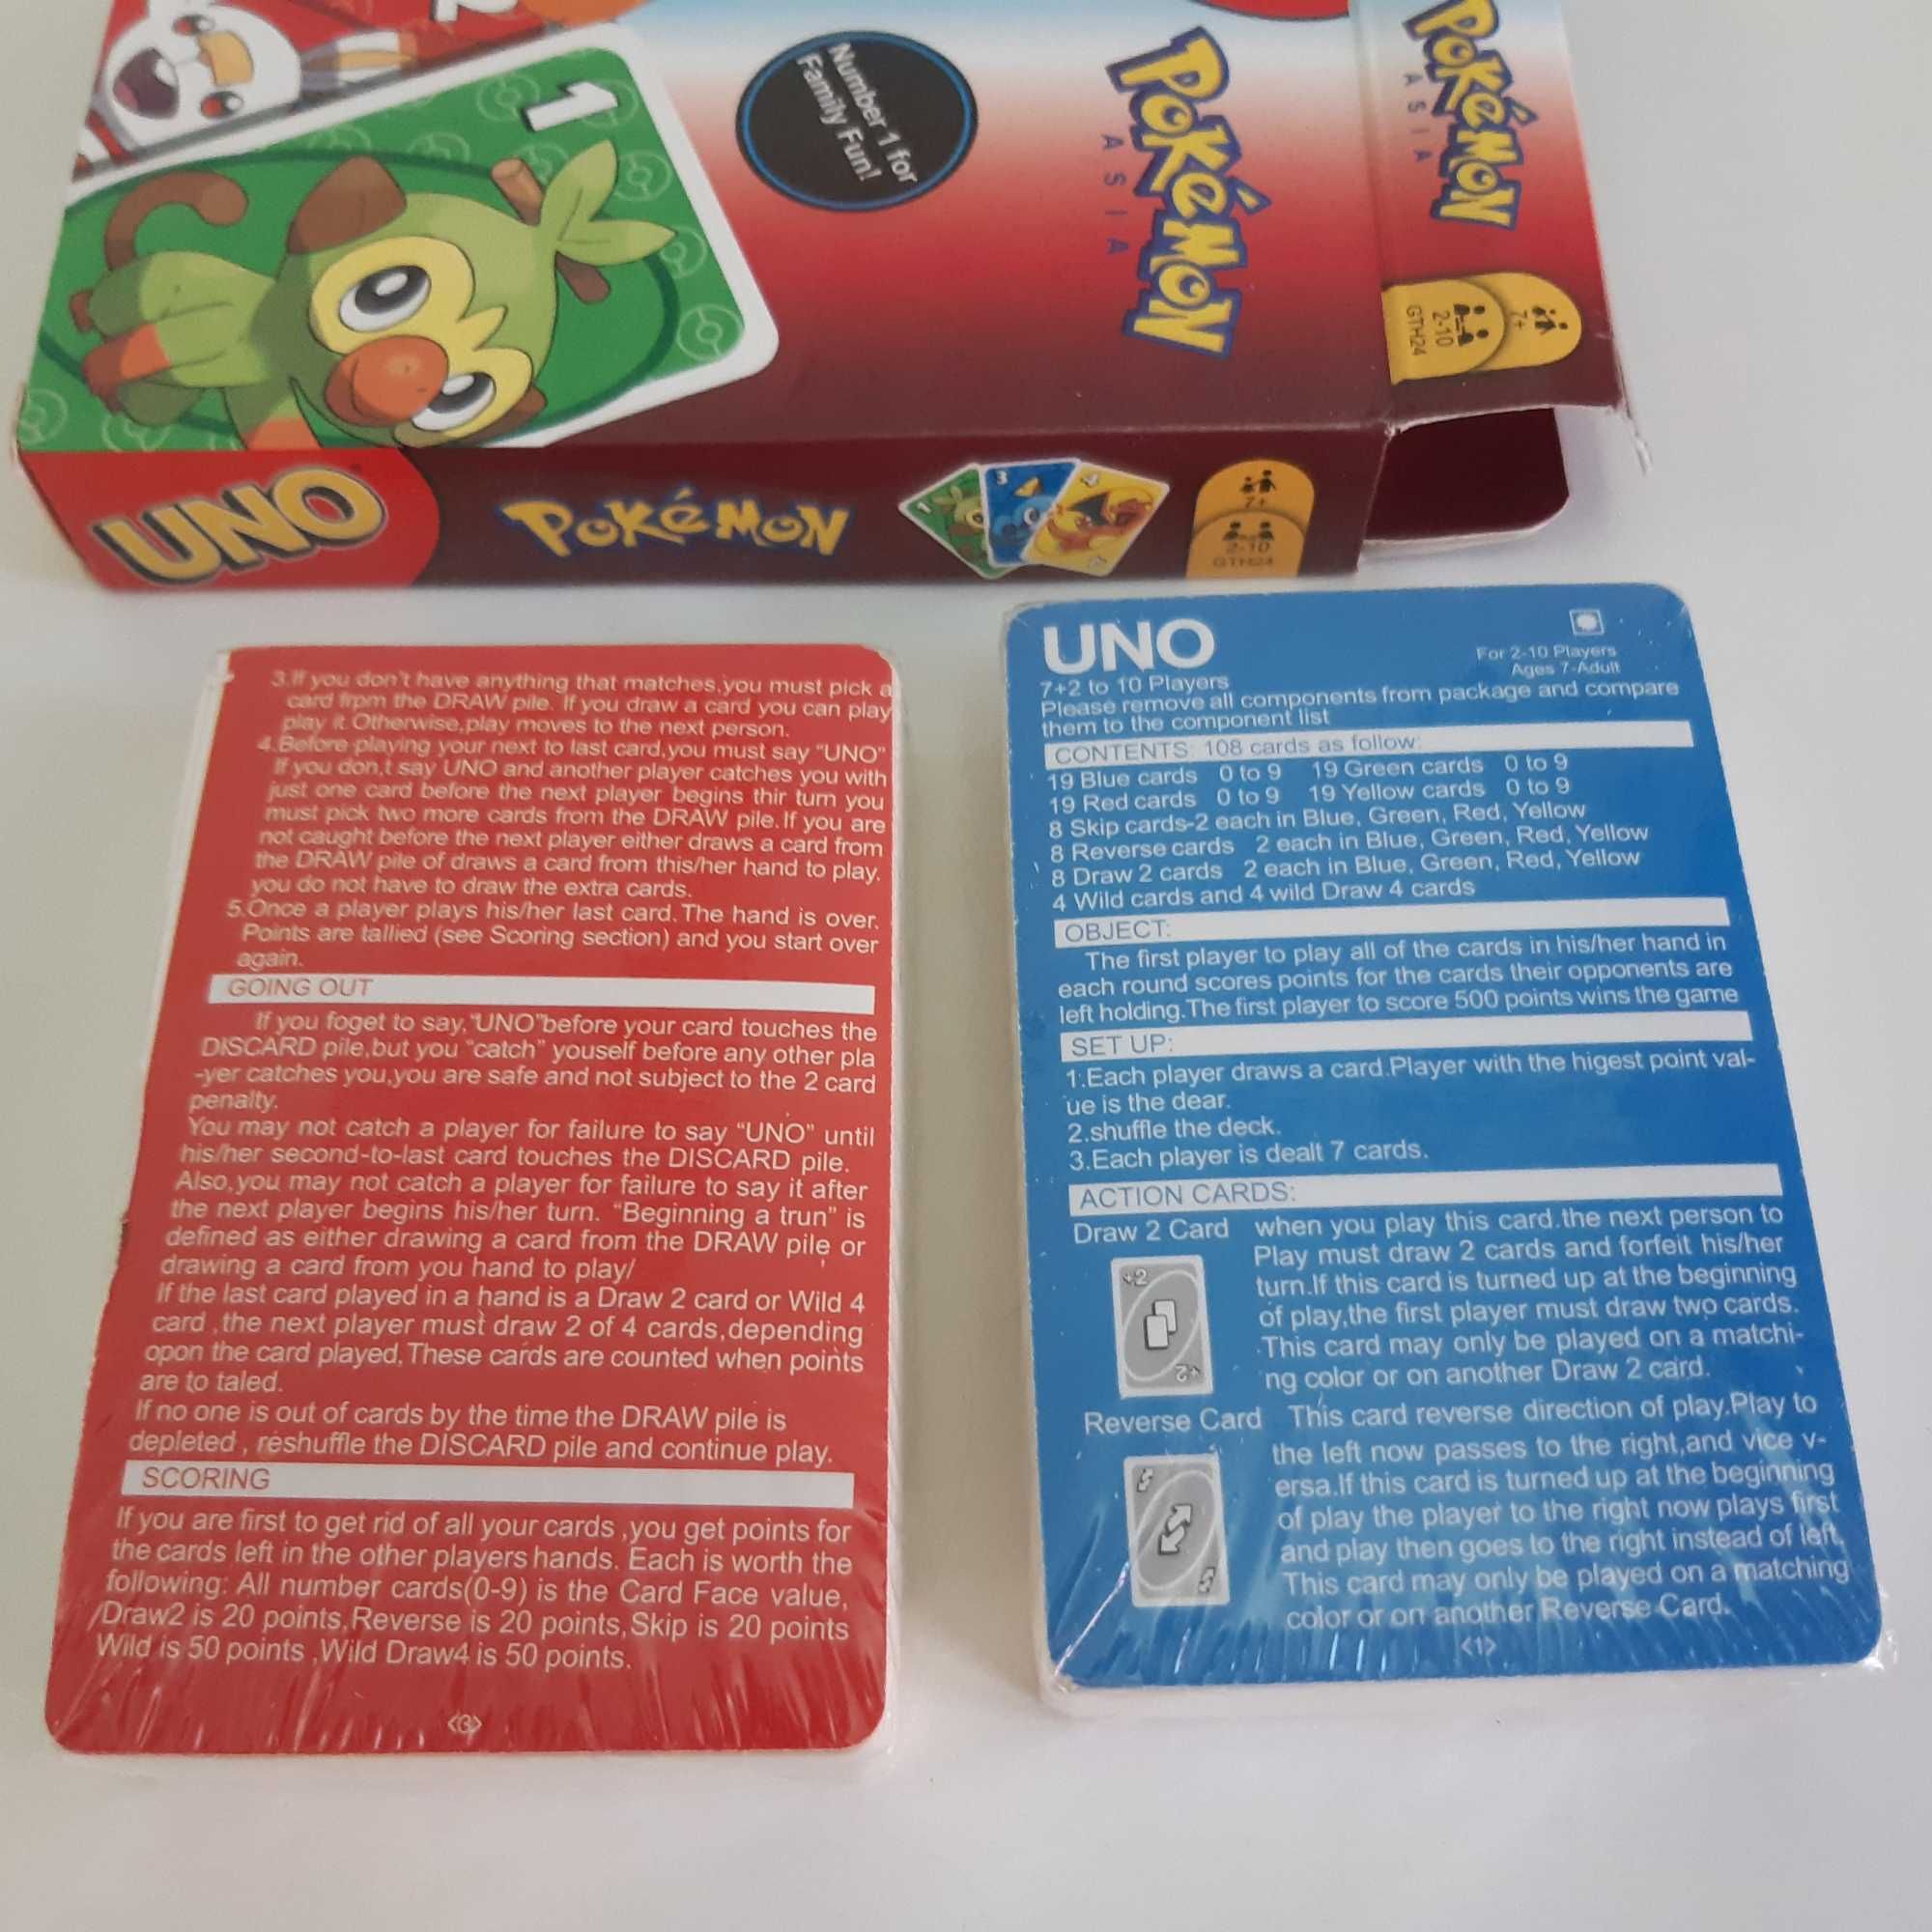 1
Number 1 for
Family Fun!
POKéMON
ASIA
POKéMON
ASIA
7+
2-10
GTH24
UNO
POKéMON
1
3
4
7+
2-10
GTH24
3.If you don't have anything that matches,you must pick a
card frpm the DRAW pile. If you draw a card you can play
play it.Otherwise,play moves to the next person.
4.Before playing your next to last card,you must say "UNO"
If you don,t say UNO and another player catches you with
just one card before the next player begins thir turn you
must pick two more cards from the DRAW pile.If you are
not caught before the next player either draws a card from
the DRAW pile of draws a card from this/her hand to play,
you do not have to draw the extra cards.
5.Once a player plays his/her last card.The hand is over.
Points are tallied (see Scoring section) and you start over
again.
GOING OUT
If you foget to say,"UNO"before your card touches the
DISCARD pile,but you "catch" youself before any other pla
-yer catches you,you are safe and not subject to the 2 card
penalty.
You may not catch a player for failure to say "UNO" until
his/her second-to-last card touches the DISCARD pile.
Also,you may not catch a player for failure to say it after
the next player begins his/her turn. "Beginning a trun" is
defined as either drawing a card from the DRAW pile or
drawing a card from you hand to play/
If the last card played in a hand is a Draw 2 card or Wild 4
card ,the next player must draw 2 of 4 cards,depending
opon the card played,These cards are counted when points
are to taled.
If no one is out of cards by the time the DRAW pile is
depleted , reshuffle the DISCARD pile and continue play.
SCORING
If you are first to get rid of all your cards ,you get points for
the cards left in the other players hands. Each is worth the
following: All number cards(0-9) is the Card Face value,
/Draw2 is 20 points,Reverse is 20 points,Skip is 20 points
Wild is 50 points ,Wild Draw4 is 50 points.
<3>
UNO
For 2-10 Players
Ages 7-Adult
7+2 to 10 Players
Please remove all components from package and compare
them to the component list
CONTENTS: 108 cards as follow:
19 Blue cards 0 to 9 19 Green cards 0 to 9
19 Red cards 0 to 9 19 Yellow cards 0 to 9
8 Skip cards-2 each in Blue, Green, Red, Yellow
8 Reverse cards 2 each in Blue, Green, Red, Yellow
8 Draw 2 cards 2 each in Blue, Green, Red, Yellow
4 Wild cards and 4 wild Draw 4 cards
OBJECT:
The first player to play all of the cards in his/her hand in
each round scores points for the cards their opponents are
left holding.The first player to score 500 points wins the game
SET UP:
1.Each player draws a card.Player with the higest point val-
ue is the dear.
2.shuffle the deck.
3.Each player is dealt 7 cards.
ACTION CARDS:
Draw 2 Card when you play this card.the next person to
Play must draw 2 cards and forfeit his/her
turn.If this card is turned up at the beginning
of play,the first player must draw two cards.
This card may only be played on a matchi-
ng color or on another Draw 2 card.
+2
+2
Reverse Card This card reverse direction of play.Play to
the left now passes to the right,and vice v-
ersa.If this card is turned up at the beginning
of play the player to the right now plays first
and play then goes to the right instead of left,
This card may only be played on a matching
color or on another Reverse Card.
<1>